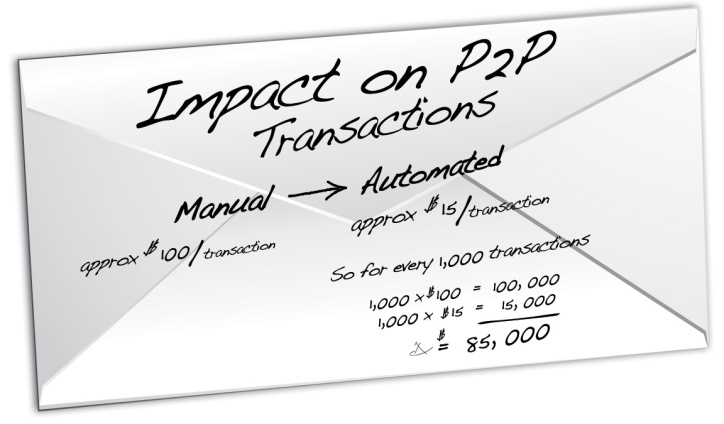 Impact on P2P
Transactions
Manual → Automated
approx $100/transaction
approx $15/transaction
So for every 1,000 transactions
1,000 × $100 = 100,000
1,000 × $15 = 15,000
$ = 85,000